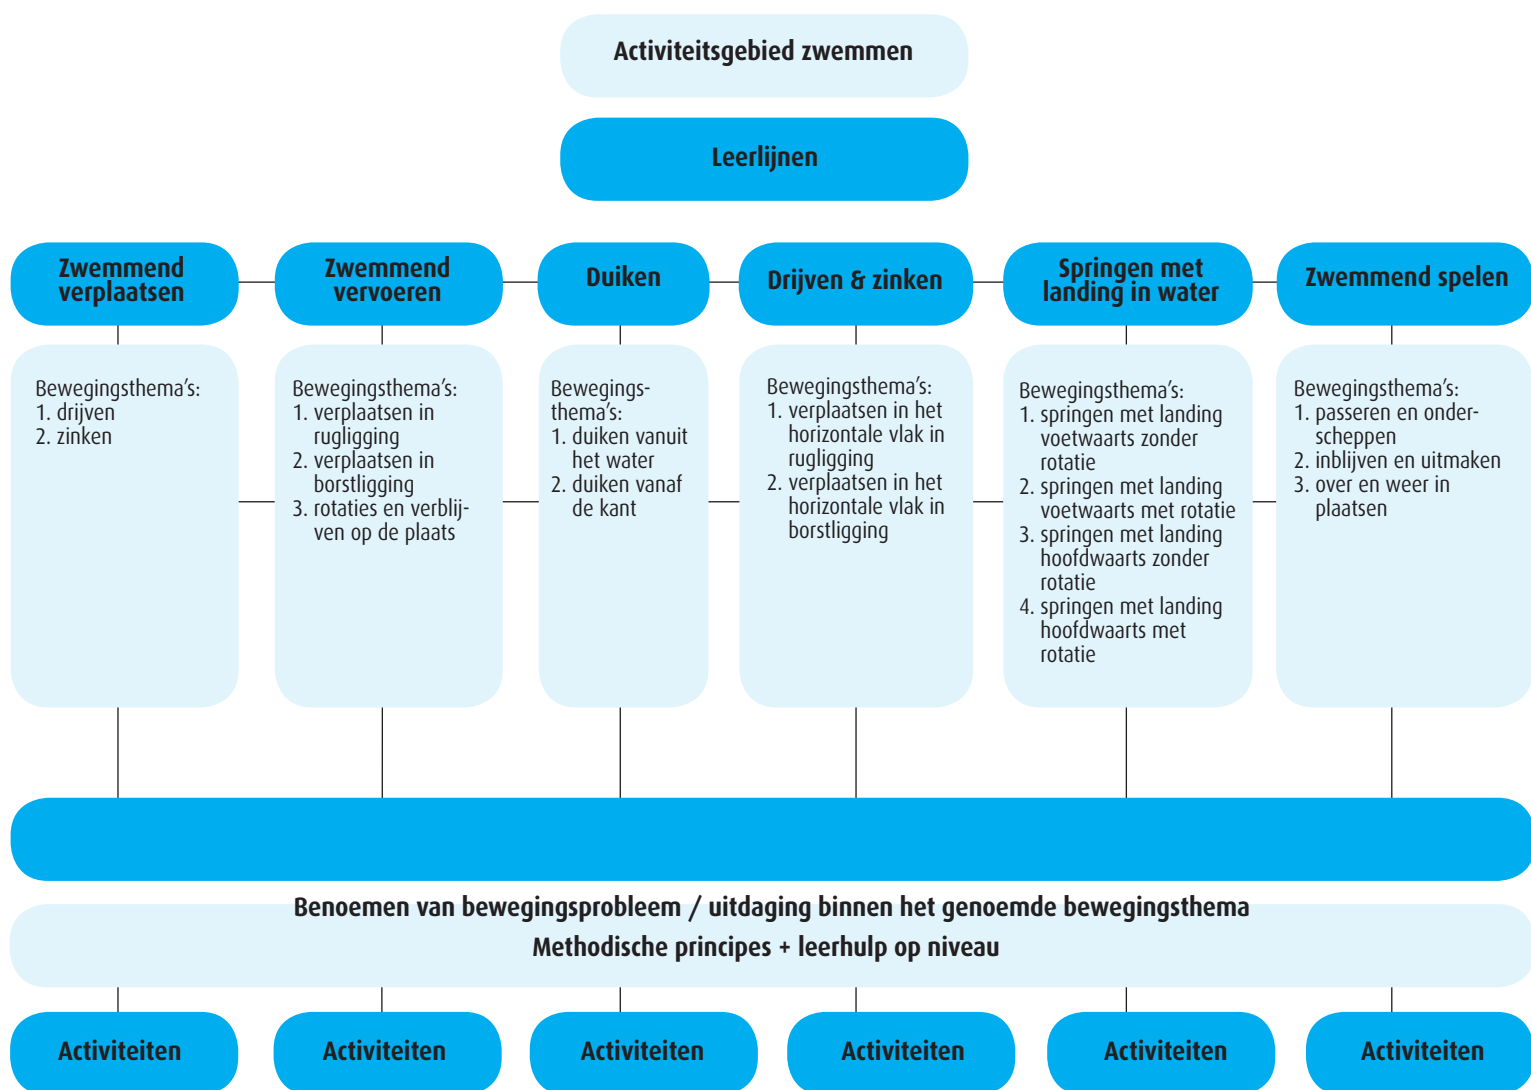 Activiteitsgebied zwemmen
Leerlijnen
Zwemmend
verplaatsen
Zwemmend
vervoeren
Duiken
Drijven & zinken
Springen met
landing in water
Zwemmend spelen
Bewegingsthema's:
1. drijven
2. zinken
Bewegingsthema's:
1. verplaatsen in
rugligging
2. verplaatsen in
borstligging
3. rotaties en verblij-
ven op de plaats
Bewegings-
thema's:
1. duiken vanuit
het water
2. duiken vanaf
de kant
Bewegingsthema's:
1. verplaatsen in het
horizontale vlak in
rugligging
2. verplaatsen in het
horizontale vlak in
borstligging
Bewegingsthema's:
1. springen met landing
voetwaarts zonder
rotatie
2. springen met landing
voetwaarts met rotatie
3. springen met landing
hoofdwaarts zonder
rotatie
4. springen met landing
hoofdwaarts met
rotatie
Bewegingsthema's:
1. passeren en onder-
scheppen
2. inblijven en uitmaken
3. over en weer in
plaatsen
Benoemen van bewegingsprobleem / uitdaging binnen het genoemde bewegingsthema
Methodische principes + leerhulp op niveau
Activiteiten
Activiteiten
Activiteiten
Activiteiten
Activiteiten
Activiteiten